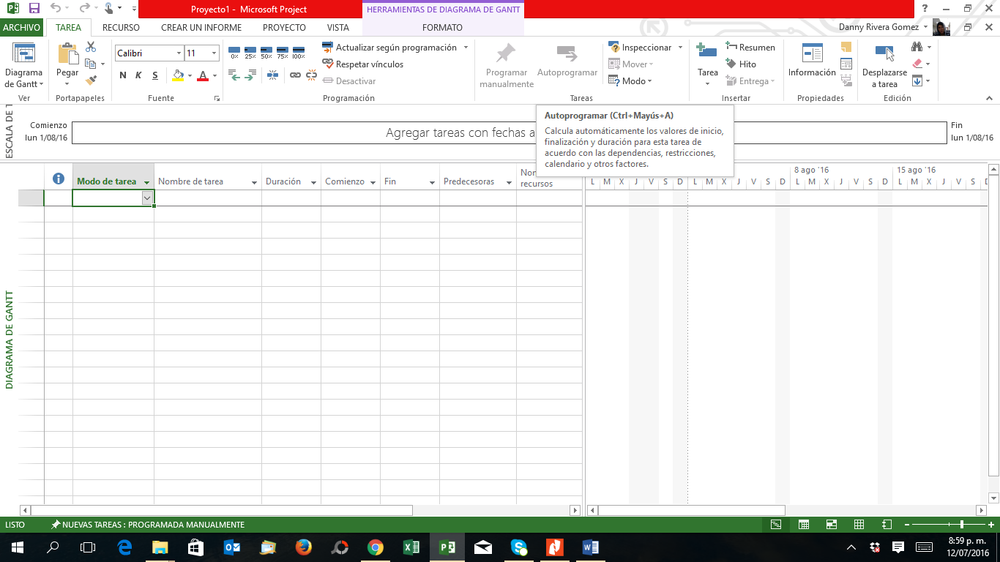 Proyecto1 - Microsoft Project
HERRAMIENTAS DE DIAGRAMA DE GANTT
?
ARCHIVO TAREA RECURSO CREAR UN INFORME PROYECTO VISTA FORMATO
Danny Rivera Gomez
Diagrama de Gantt
Ver
Pegar
Portapapeles
Calibri 11
N K S A
Fuente
0% 25% 50% 75% 100%
Actualizar según programación
Respetar vínculos
Desactivar
Programación
Programar manualmente
Autoprogramar
Inspeccionar
Mover
Modo
Tareas
Tarea
Resumen
Hito
Entrega
Insertar
Información
Propiedades
Desplazarse a tarea
Edición
ESCALA DE T
Comienzo
lun 1/08/16
Agregar tareas con fechas a
Fin
lun 1/08/16
Autoprogramar (Ctrl+Mayús+A)
Calcula automáticamente los valores de inicio,
finalización y duración para esta tarea de
acuerdo con las dependencias, restricciones,
calendario y otros factores.
Modo de tarea Nombre de tarea Duración Comienzo Fin Predecesoras
recursos
8 ago '16 15 ago '16
L M X J V S D L M X J V S D L M X J V S D L M X J V S D
DIAGRAMA DE GANTT
LISTO NUEVAS TAREAS : PROGRAMADA MANUALMENTE
8:59 p. m.
12/07/2016